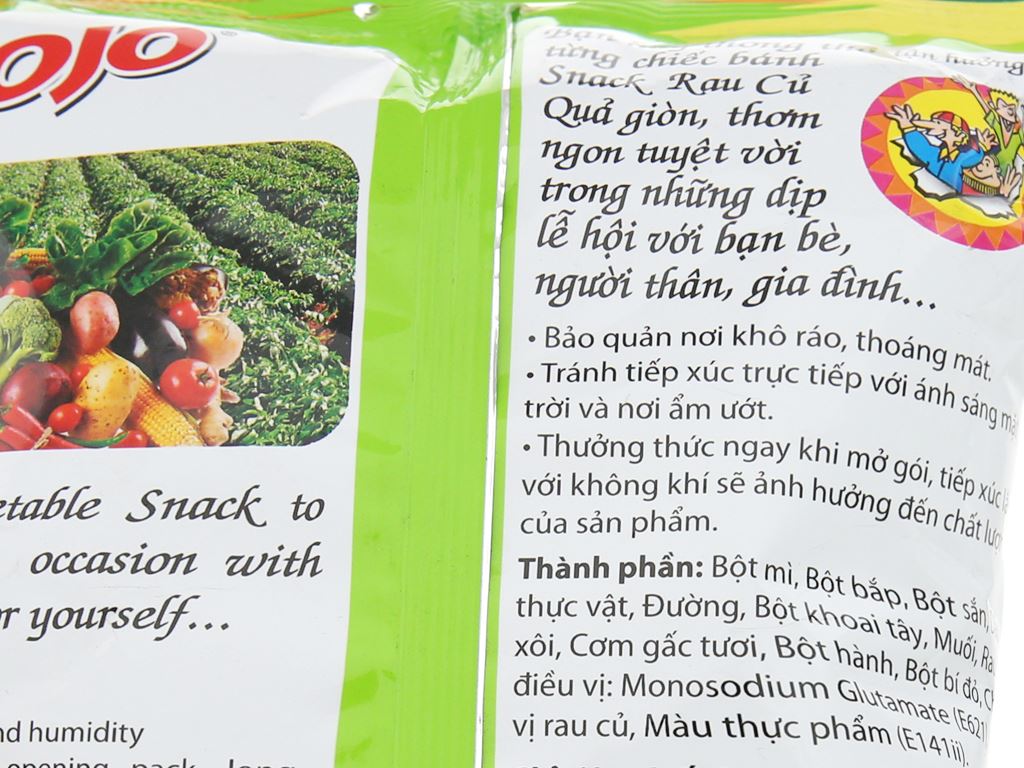 etable Snack to
occasion with
yourself...
nd humidity
opening pack long
từng chiếc bánh
Snack Rau Củ
Quả giòn, thơm
ngon tuyệt vời
trong những dịp
lễ hội với bạn bè,
người thân, gia đình...
• Bảo quản nơi khô ráo, thoáng mát.
• Tránh tiếp xúc trực tiếp với ánh sáng
trời và nơi ẩm ướt.
• Thưởng thức ngay khi mở gói, tiếp xúc
với không khí sẽ ảnh hưởng đến chất
của sản phẩm.
Thành phần: Bột mì, Bột bắp, Bột sắn,
thực vật, Đường, Bột khoai tây, Muối,
xôi, Cơm gấc tươi, Bột hành, Bột bí đỏ,
điều vị: Monosodium Glutamate (E621)
vị rau củ, Màu thực phẩm (E141ii).